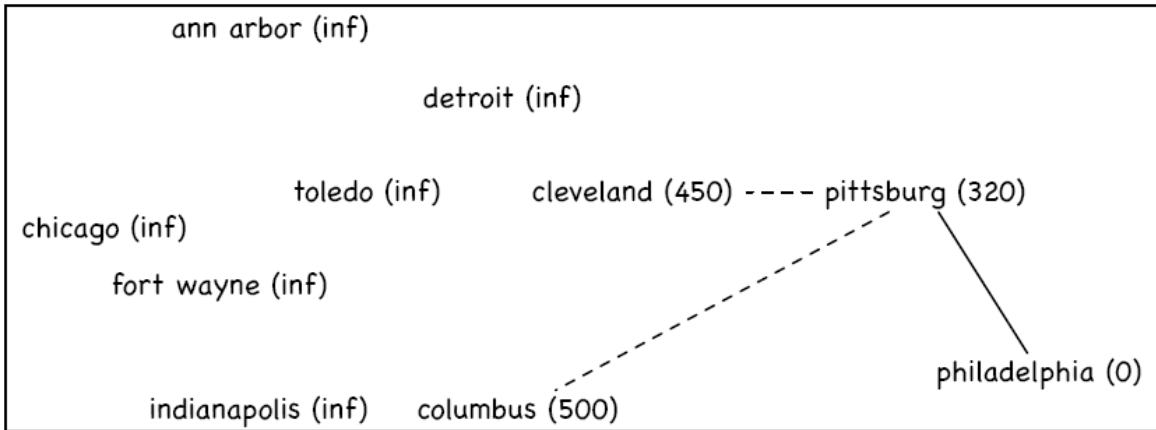 ann arbor (inf)
detroit (inf)
toledo (inf) cleveland (450) pittsburg (320)
chicago (inf)
fort wayne (inf)
philadelphia (0)
indianapolis (inf) columbus (500)